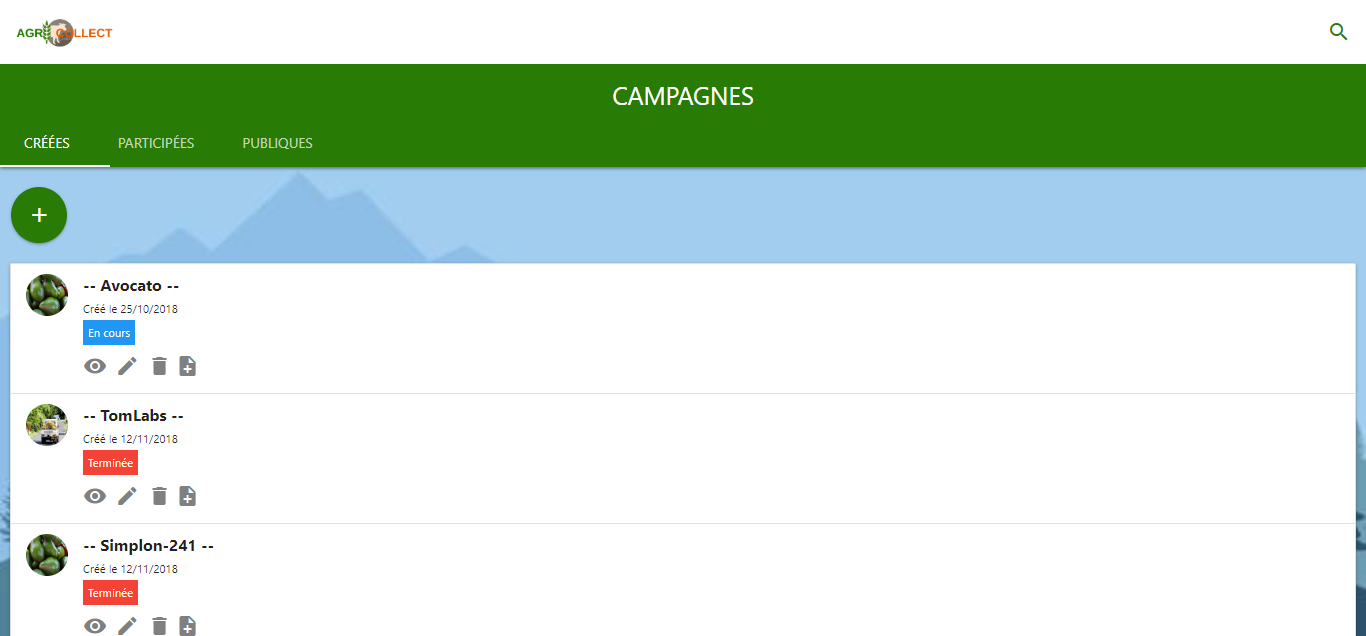 AGRICOLLECT
CAMPAGNES
CRÉÉES PARTICIPÉES PUBLIQUES
+
-- Avocato --
Créé le 25/10/2018
En cours
-- TomLabs --
Créé le 12/11/2018
Terminée
-- Simplon-241 --
Créé le 12/11/2018
Terminée